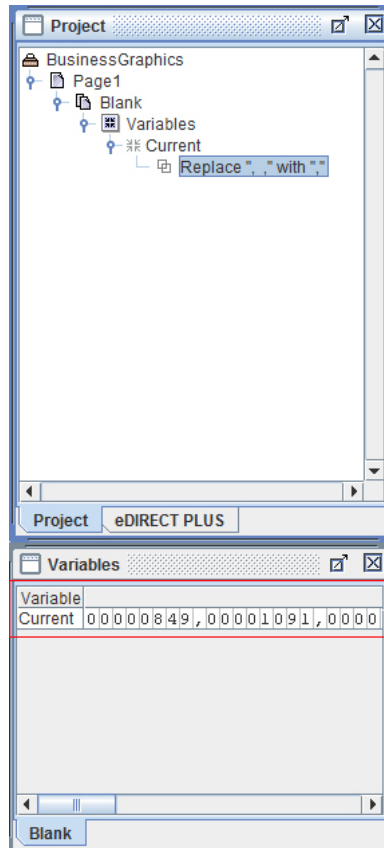 Project
BusinessGraphics
Page1
Blank
Variables
Current
Replace ", ," with ","
Project eDIRECT PLUS
Variables
Variable
Current 00000849,00001091,0000
Blank